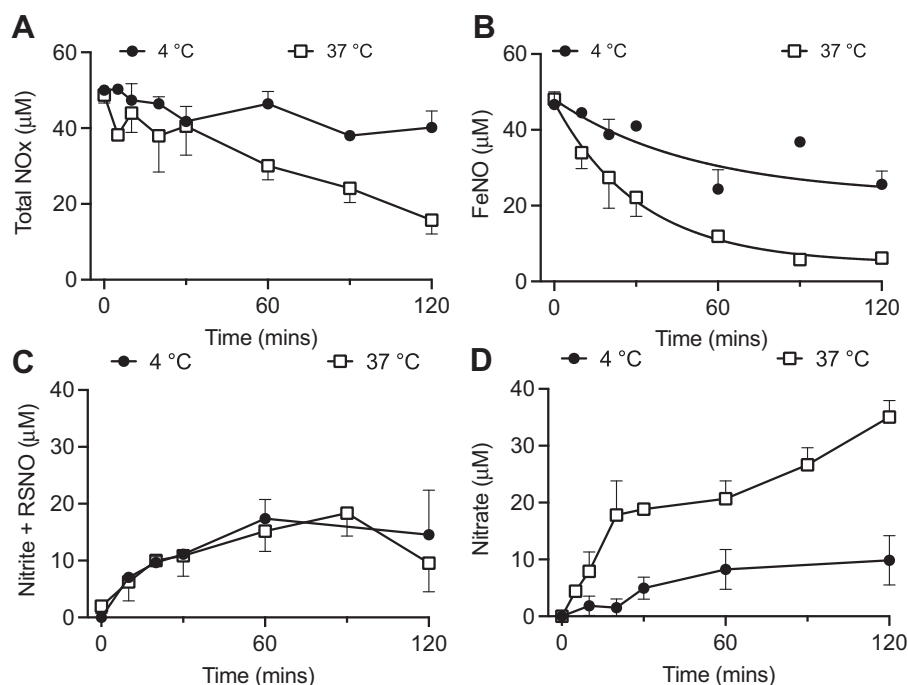 A
4 °C
37 °C
Total NOx (μM)
60
40
20
0
0
60
120
Time (mins)
B
4 °C
37 °C
FeNO (μM)
60
40
20
0
0
60
120
Time (mins)
C
4 °C
37 °C
Nitrite + RSNO (μM)
40
30
20
10
0
0
60
120
Time (mins)
D
4 °C
37 °C
Nitrate (μM)
40
30
20
10
0
0
60
120
Time (mins)